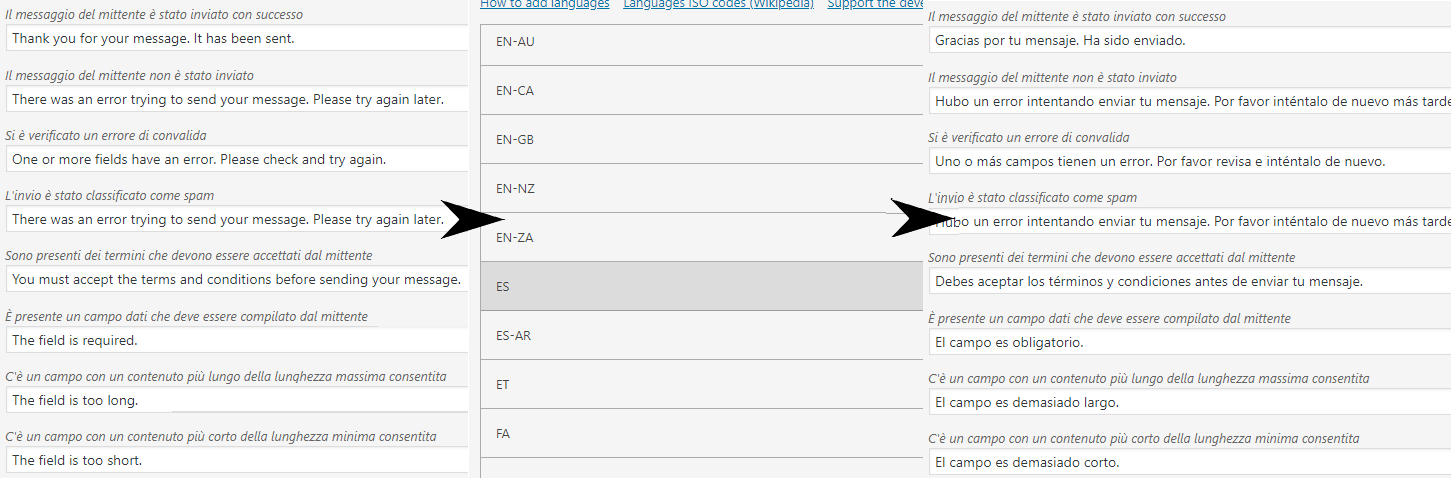 Il messaggio del mittente è stato inviato con successo
Thank you for your message. It has been sent.
Il messaggio del mittente non è stato inviato
There was an error trying to send your message. Please try again later.
Si è verificato un errore di convalida
One or more fields have an error. Please check and try again.
L'invio è stato classificato come spam
There was an error trying to send your message. Please try again later.
Sono presenti dei termini che devono essere accettati dal mittente
You must accept the terms and conditions before sending your message.
È presente un campo dati che deve essere compilato dal mittente
The field is required.
C'è un campo con un contenuto più lungo della lunghezza massima consentita
The field is too long.
C'è un campo con un contenuto più corto della lunghezza minima consentita
The field is too short.
How to add languages Languages ISO codes (Wikipedia) Support the deve
EN-AU
EN-CA
EN-GB
EN-NZ
EN-ZA
ES
ES-AR
ET
FA
Il messaggio del mittente è stato inviato con successo
Gracias por tu mensaje. Ha sido enviado.
Il messaggio del mittente non è stato inviato
Hubo un error intentando enviar tu mensaje. Por favor inténtalo de nuevo más tarde
Si è verificato un errore di convalida
Uno o más campos tienen un error. Por favor revisa e inténtalo de nuevo.
L'invio è stato classificato come spam
Hubo un error intentando enviar tu mensaje. Por favor inténtalo de nuevo más tarde
Sono presenti dei termini che devono essere accettati dal mittente
Debes aceptar los términos y condiciones antes de enviar tu mensaje.
È presente un campo dati che deve essere compilato dal mittente
El campo es obligatorio.
C'è un campo con un contenuto più lungo della lunghezza massima consentita
El campo es demasiado largo.
C'è un campo con un contenuto più corto della lunghezza minima consentita
El campo es demasiado corto.